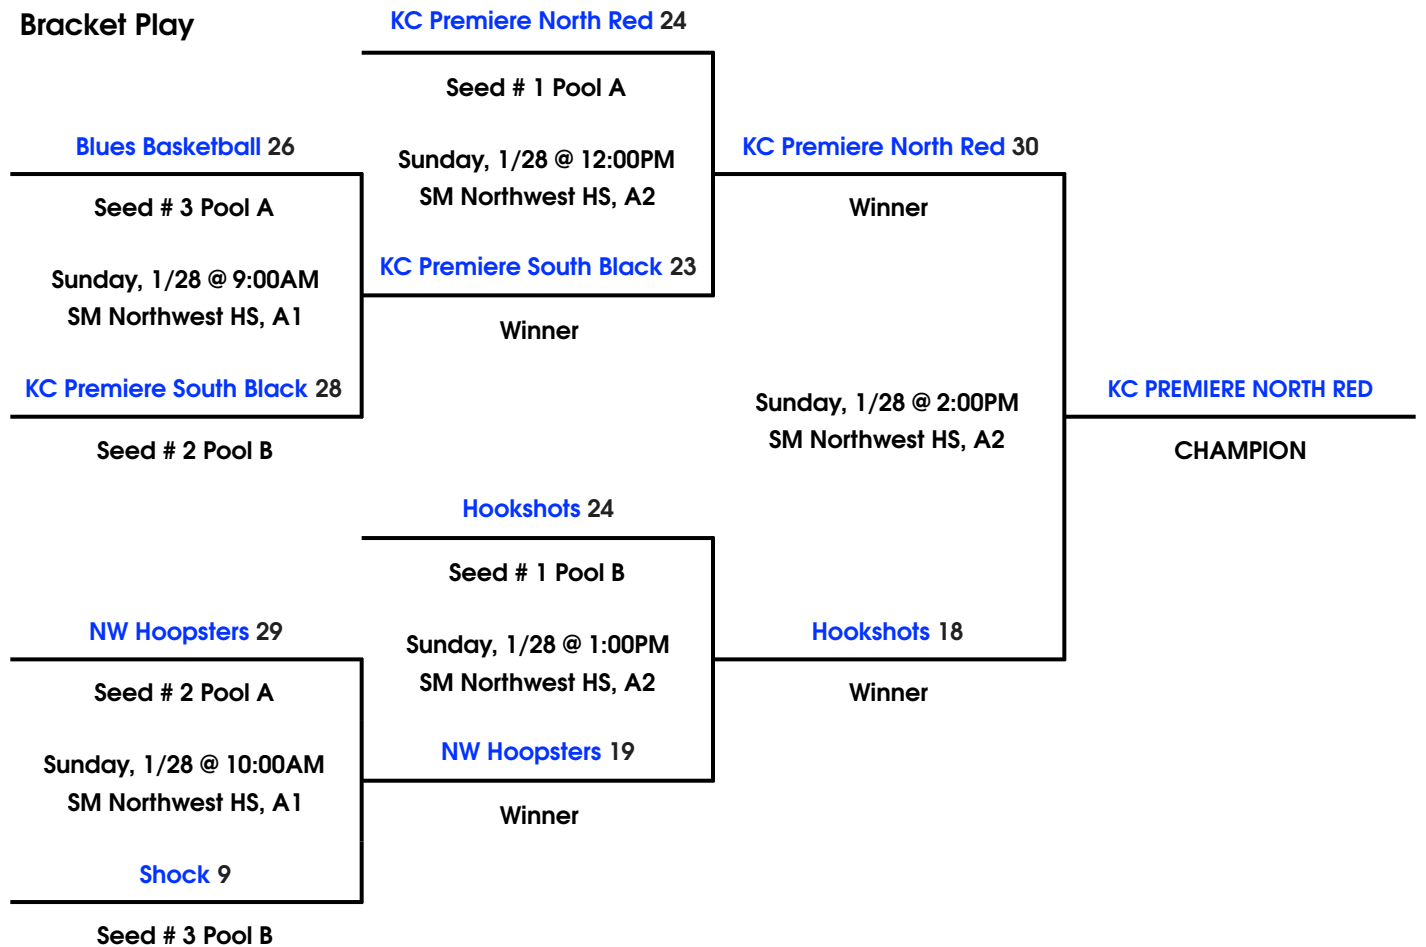 Bracket Play
KC Premiere North Red 24
Seed # 1 Pool A
Blues Basketball 26
Seed # 3 Pool A
Sunday, 1/28 @ 9:00AM
SM Northwest HS, A1
KC Premiere South Black 28
Seed # 2 Pool B
Sunday, 1/28 @ 12:00PM
SM Northwest HS, A2
KC Premiere South Black 23
Winner
KC Premiere North Red 30
Winner
Sunday, 1/28 @ 2:00PM
SM Northwest HS, A2
KC PREMIERE NORTH RED
CHAMPION
Hookshots 24
Seed # 1 Pool B
NW Hoopsters 29
Seed # 2 Pool A
Sunday, 1/28 @ 10:00AM
SM Northwest HS, A1
Shock 9
Seed # 3 Pool B
Sunday, 1/28 @ 1:00PM
SM Northwest HS, A2
NW Hoopsters 19
Winner
Hookshots 18
Winner